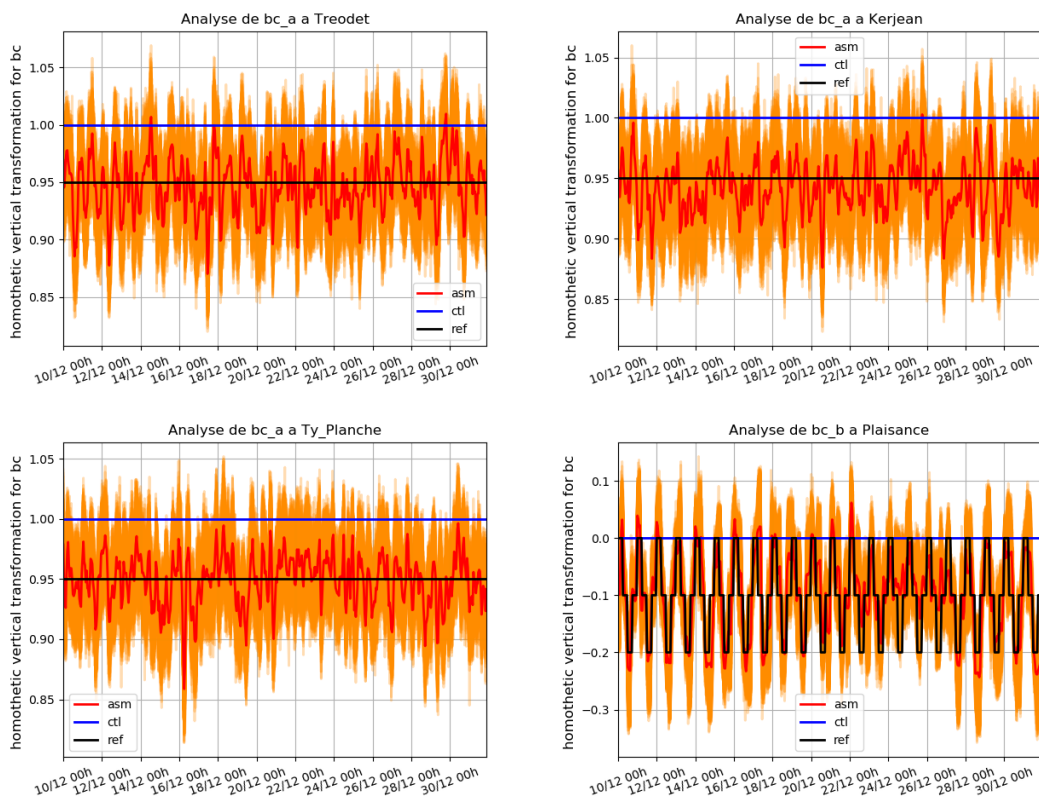 Analyse de bc_a a Treodet
homothetic vertical transformation for bc
1.05
1.00
0.95
0.90
0.85
asm
ctl
ref
10/12 00h
12/12 00h
14/12 00h
16/12 00h
18/12 00h
20/12 00h
22/12 00h
24/12 00h
26/12 00h
28/12 00h
30/12 00h
Analyse de bc_a a Kerjean
homothetic vertical transformation for bc
1.05
1.00
0.95
0.90
0.85
asm
ctl
ref
10/12 00h
12/12 00h
14/12 00h
16/12 00h
18/12 00h
20/12 00h
22/12 00h
24/12 00h
26/12 00h
28/12 00h
30/12 00h
Analyse de bc_a a Ty_Planche
homothetic vertical transformation for bc
1.05
1.00
0.95
0.90
0.85
asm
ctl
ref
10/12 00h
12/12 00h
14/12 00h
16/12 00h
18/12 00h
20/12 00h
22/12 00h
24/12 00h
26/12 00h
28/12 00h
30/12 00h
Analyse de bc_b a Plaisance
homothetic vertical transformation for bc
0.1
0.0
−0.1
−0.2
−0.3
asm
ctl
ref
10/12 00h
12/12 00h
14/12 00h
16/12 00h
18/12 00h
20/12 00h
22/12 00h
24/12 00h
26/12 00h
28/12 00h
30/12 00h